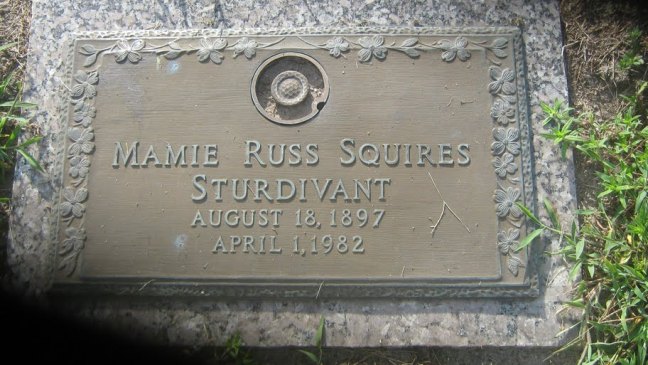 MAMIE RUSS SQUIRES
STURDIVANT
AUGUST 18, 1897
APRIL 1, 1982